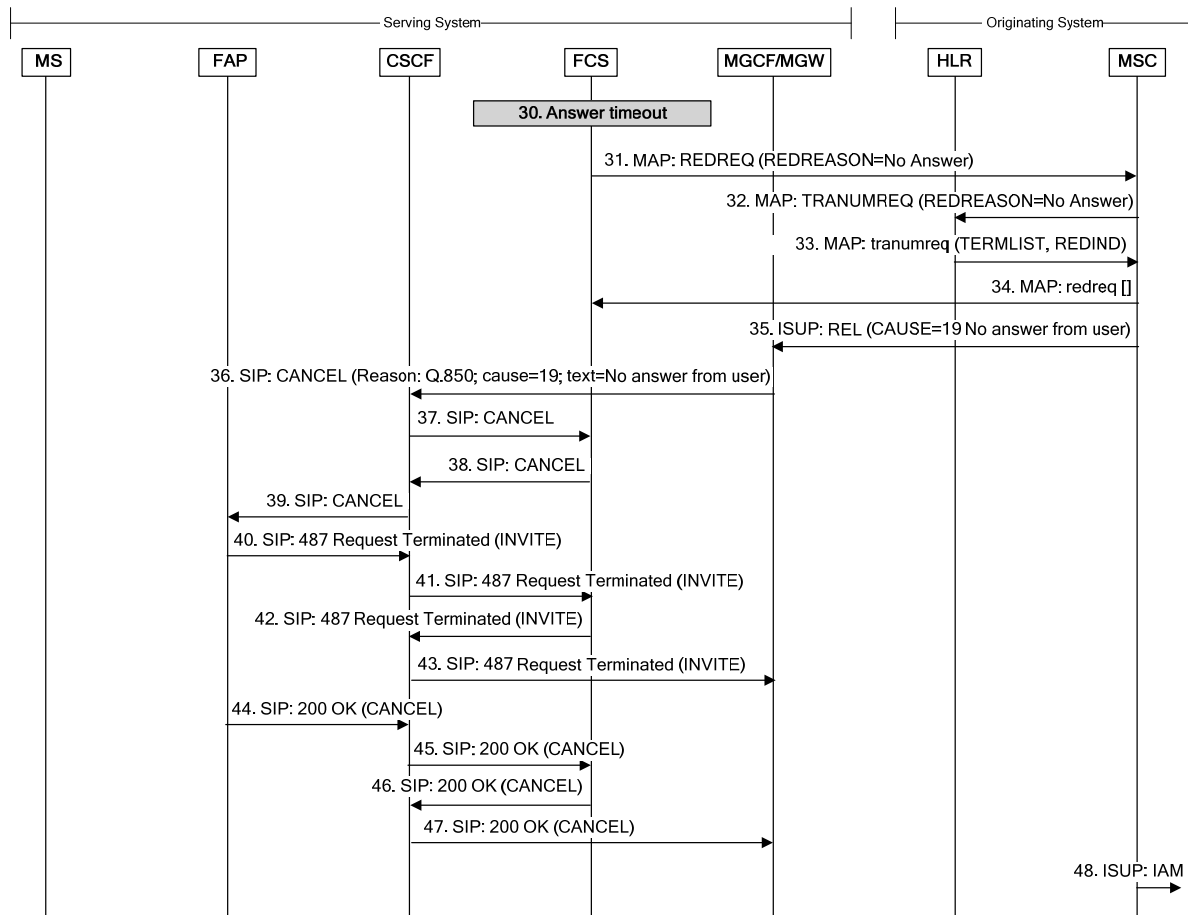 Serving System
Originating System
MS
FAP
CSCF
FCS
MGCF/MGW
HLR
MSC
30. Answer timeout
31. MAP: REDREQ (REDREASON=No Answer)
32. MAP: TRANUMREQ (REDREASON=No Answer)
33. MAP: tranumreq (TERMLIST, REDIND)
34. MAP: redreq []
35. ISUP: REL (CAUSE=19 No answer from user)
36. SIP: CANCEL (Reason: Q.850; cause=19; text=No answer from user)
37. SIP: CANCEL
38. SIP: CANCEL
39. SIP: CANCEL
40. SIP: 487 Request Terminated (INVITE)
41. SIP: 487 Request Terminated (INVITE)
42. SIP: 487 Request Terminated (INVITE)
43. SIP: 487 Request Terminated (INVITE)
44. SIP: 200 OK (CANCEL)
45. SIP: 200 OK (CANCEL)
46. SIP: 200 OK (CANCEL)
47. SIP: 200 OK (CANCEL)
48. ISUP: IAM